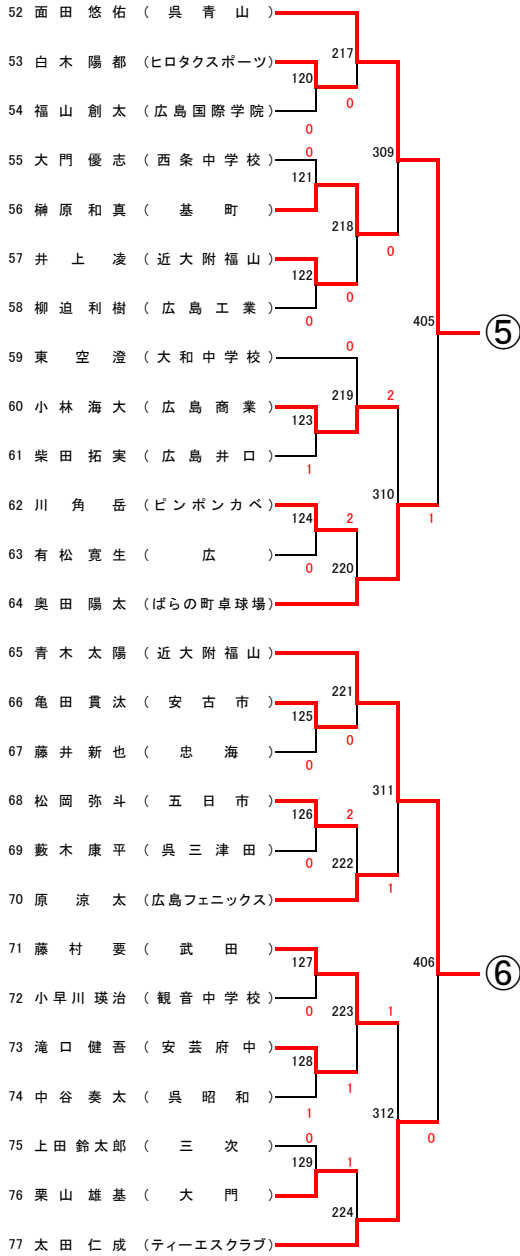 52 面田悠佑 (呉青山)
217
53 白木陽都 (ヒロタクスポーツ)
120
0
54 福山創太 (広島国際学院)
0
309
0
55 大門優志 (西条中学校)
121
56 榊原和真 (基町)
218
0
57 井上凌 (近大附福山)
122
0
58 柳迫利樹 (広島工業)
0
405
⑤
0
59 東空澄 (大和中学校)
219
2
60 小林海大 (広島商業)
123
61 柴田拓実 (広島井口)
1
310
62 川角岳 (ピンポンカベ)
124
2
1
63 有松寛生 (広)
0
220
64 奥田陽太 (ばらの町卓球場)
65 青木太陽 (近大附福山)
221
66 亀田貫汰 (安古市)
125
0
67 藤井新也 (忠海)
0
311
68 松岡弥斗 (五日市)
126
2
69 藪木康平 (呉三津田)
0
222
1
70 原涼太 (広島フェニックス)
71 藤村要 (武田)
127
406
⑥
72 小早川瑛治 (観音中学校)
0
223
1
73 滝口健吾 (安芸府中)
128
1
74 中谷奏太 (呉昭和)
1
312
0
0
75 上田鈴太郎 (三次)
129
1
76 栗山雄基 (大門)
224
77 太田仁成 (ティーエスクラブ)